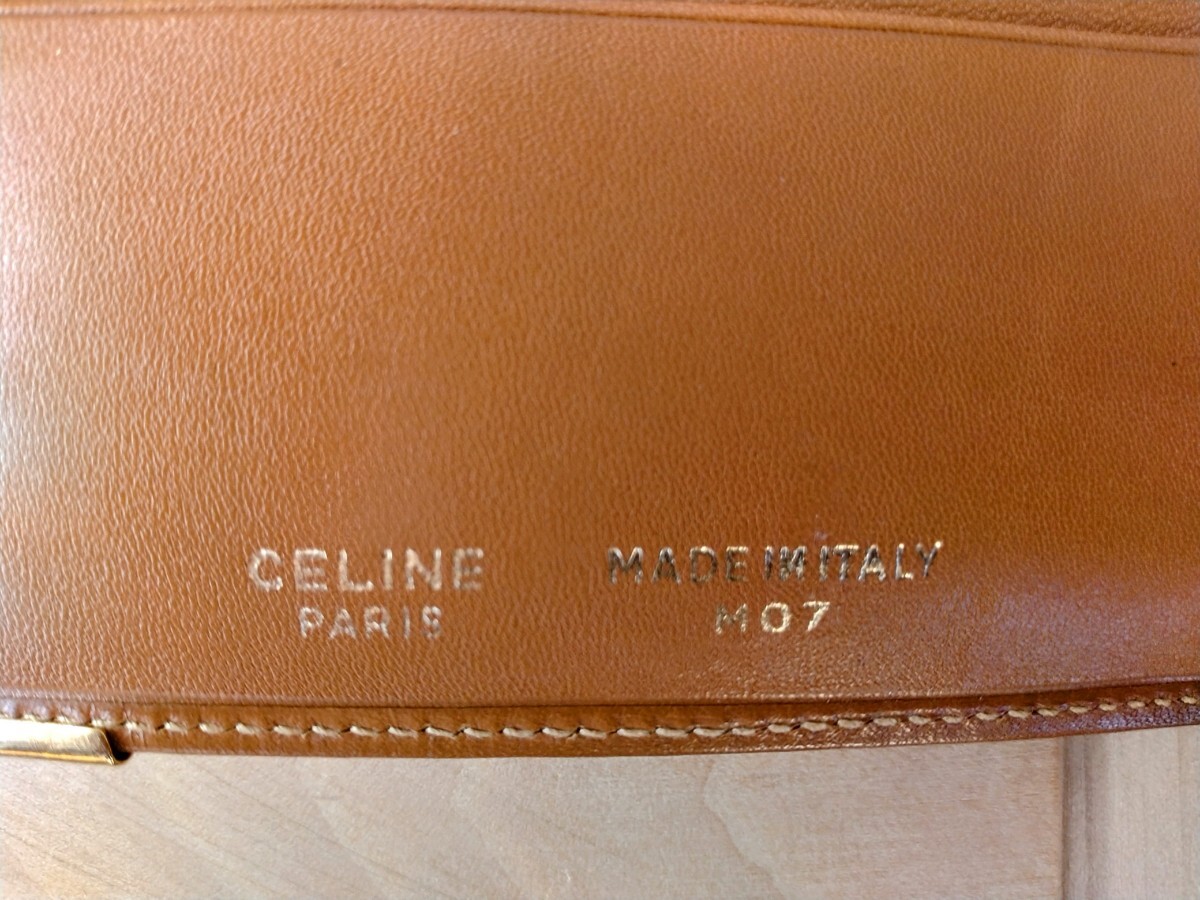 CELINE
PARIS
MADE IN ITALY
M07